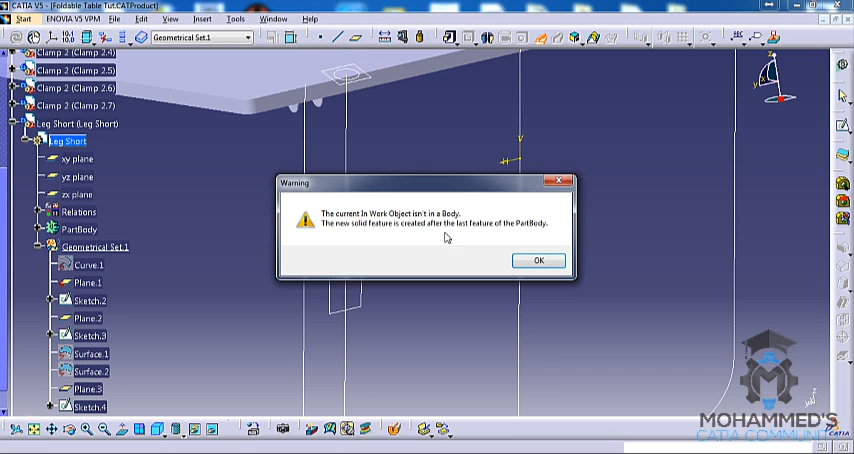 CATIA V5 - [Foldable Table Tut.CATProduct]
Start ENOVIA V5 VPM File Edit View Insert Tools Window Help
Geometrical Set.1
Clamp 2 (Clamp 2.4)
Clamp 2 (Clamp 2.5)
Clamp 2 (Clamp 2.6)
Clamp 2 (Clamp 2.7)
Leg Short (Leg Short)
Leg Short
xy plane
yz plane
zx plane
Relations
PartBody
Geometrical Set.1
Curve.1
Plane.1
Sketch.2
Plane.2
Sketch.3
Surface.1
Surface.2
Plane.3
Sketch.4
V
H
z
y
x
Warning
The current In Work Object isn't in a Body.
The new solid feature is created after the last feature of the PartBody.
OK
MOHAMMED'S
CATIA COMMUNITY